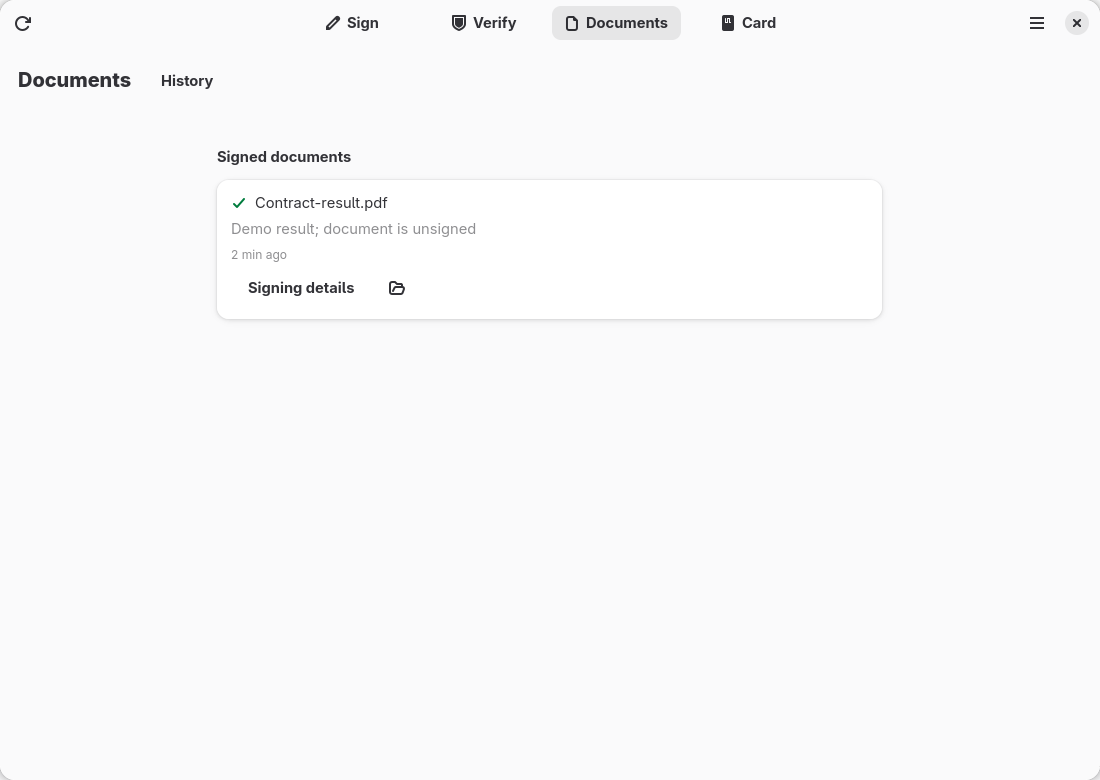 Sign
Verify
Documents
Card
Documents
History
Signed documents
Contract-result.pdf
Demo result; document is unsigned
2 min ago
Signing details